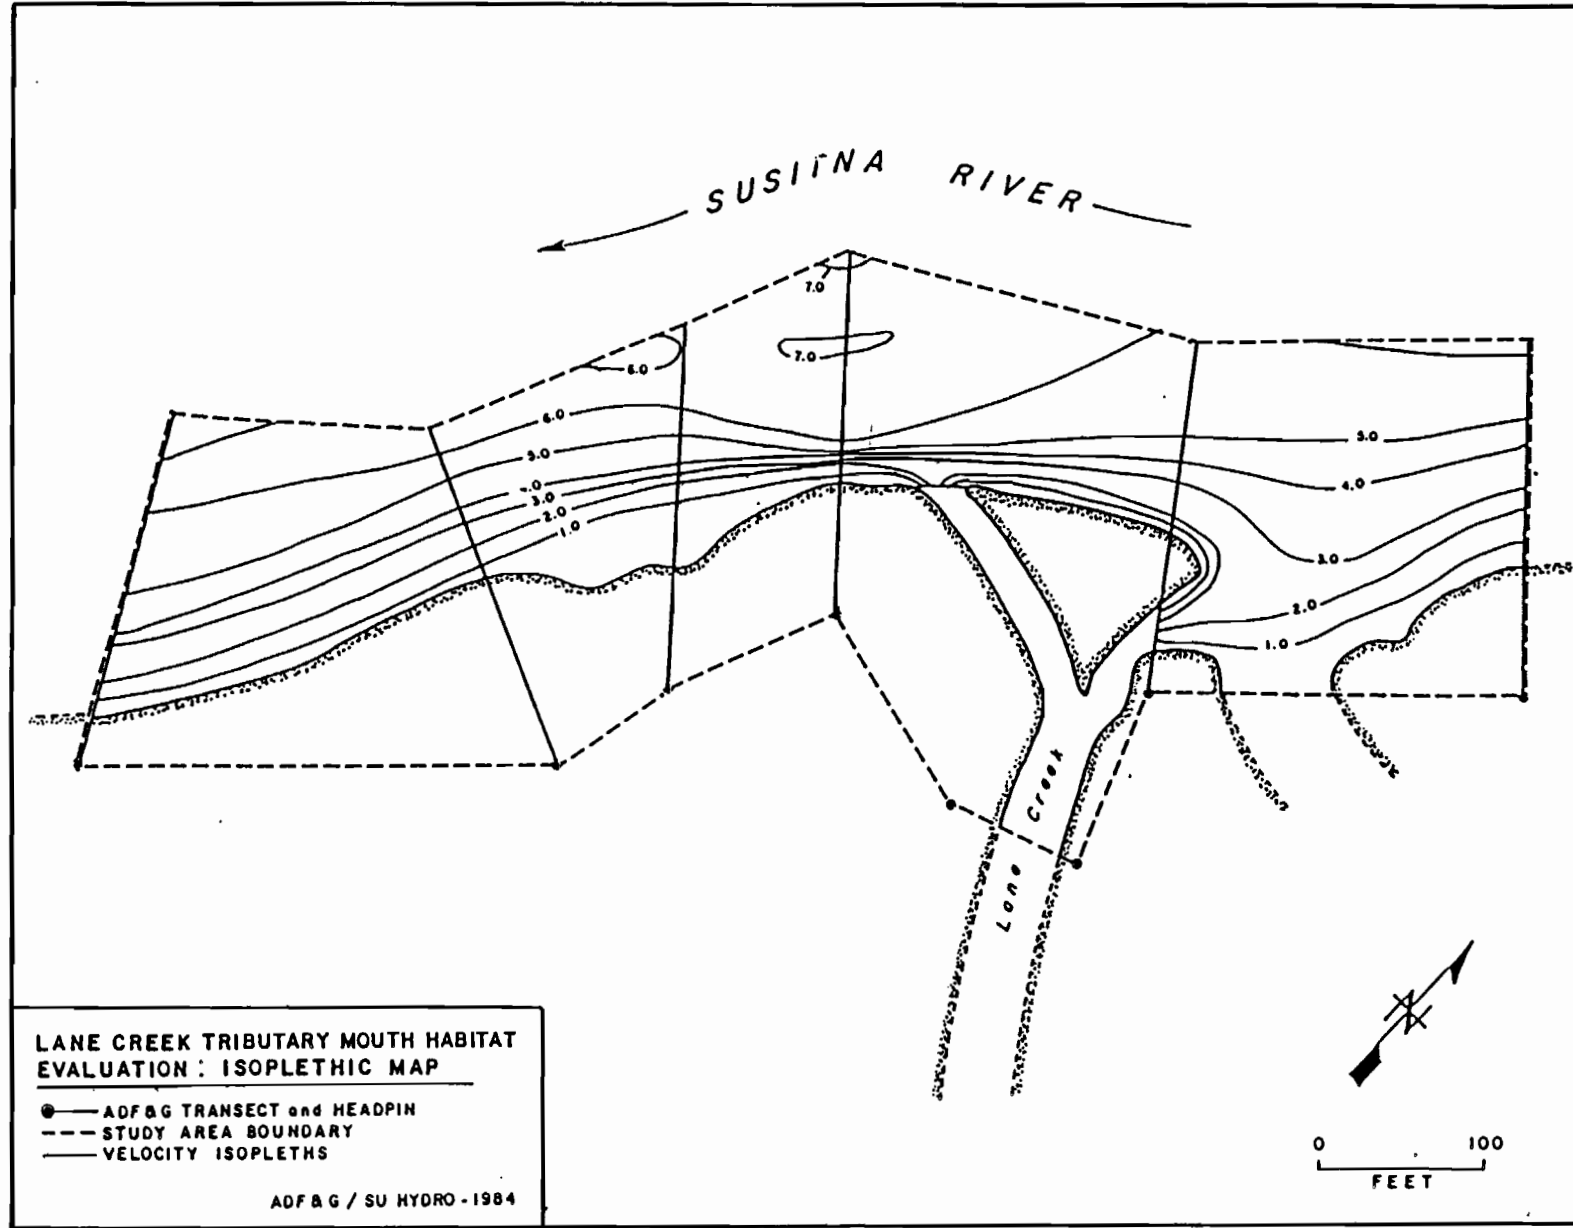 SUSITNA RIVER
7.0
7.0
6.0
6.0
5.0
3.0
2.0
1.0
5.0
4.0
3.0
2.0
1.0
Lane Creek
LANE CREEK TRIBUTARY MOUTH HABITAT
EVALUATION: ISOPLETHIC MAP
ADF&G TRANSECT and HEADPIN
STUDY AREA BOUNDARY
VELOCITY ISOPLETHS
ADF&G / SU HYDRO - 1984
N
0 100
FEET